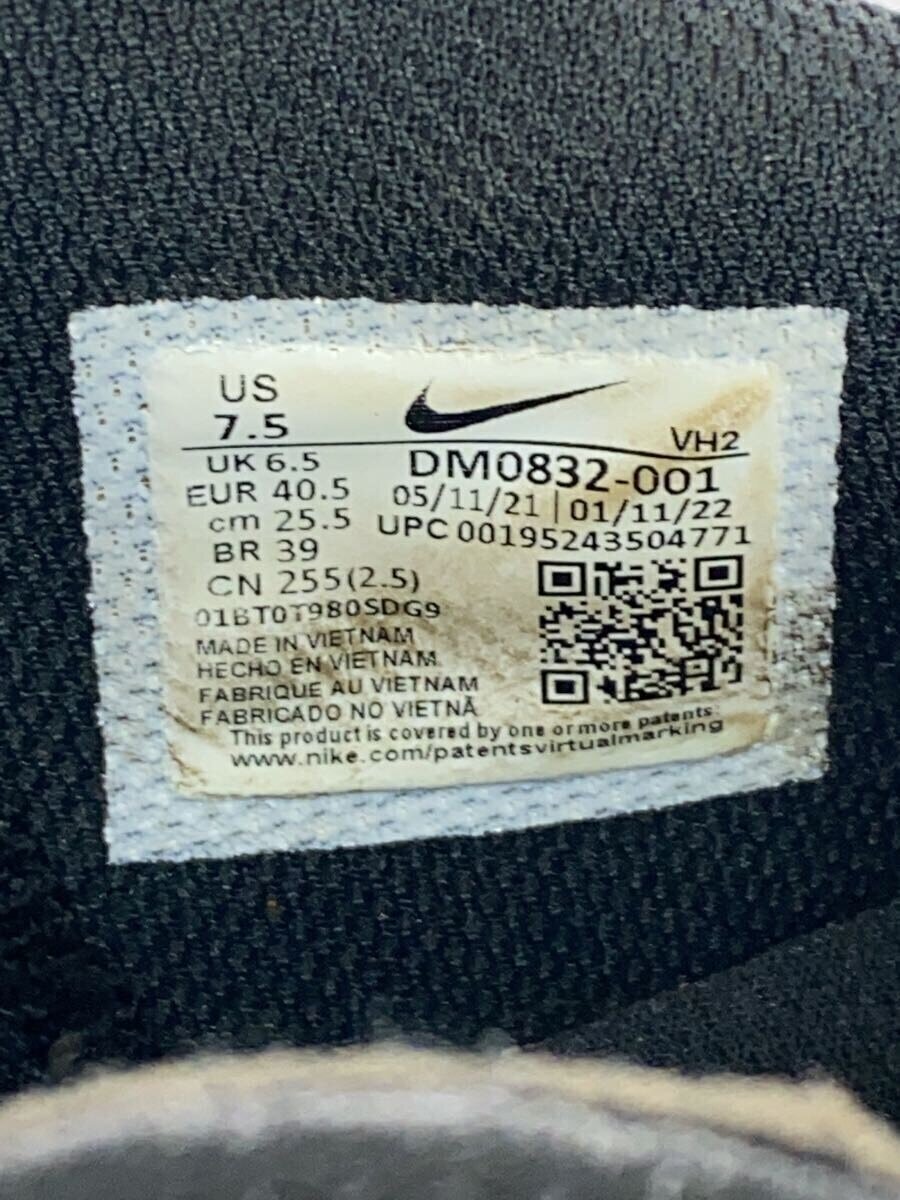 US
7.5
VH2
UK 6.5
EUR 40.5
cm 25.5
BR 39
CN 255(2.5)
DM0832-001
05/11/21 | 01/11/22
UPC 00195243504771
01BT0T980SDG9
MADE IN VIETNAM
HECHO EN VIETNAM
FABRIQUE AU VIETNAM
FABRICADO NO VIETNÃ
This product is covered by one or more patents:
www.nike.com/patentsvirtualmarking